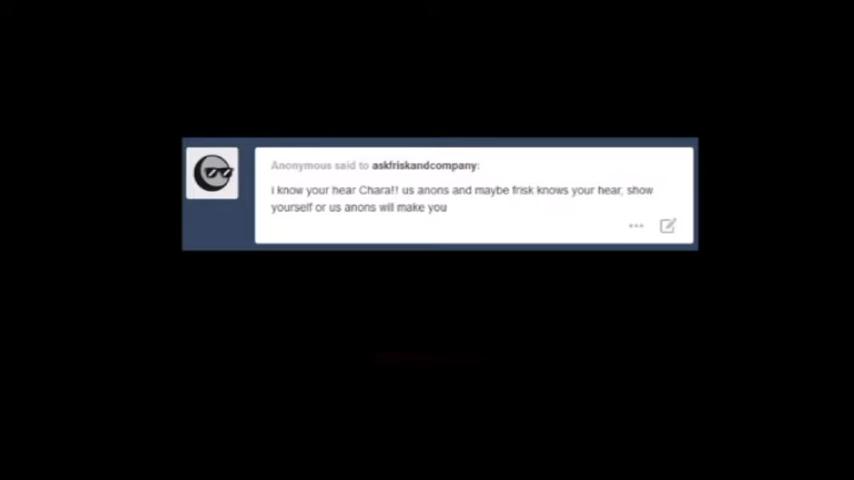 Anonymous said to askfriskandcompany:
i know your hear Chara!! us anons and maybe frisk knows your hear, show
yourself or us anons will make you